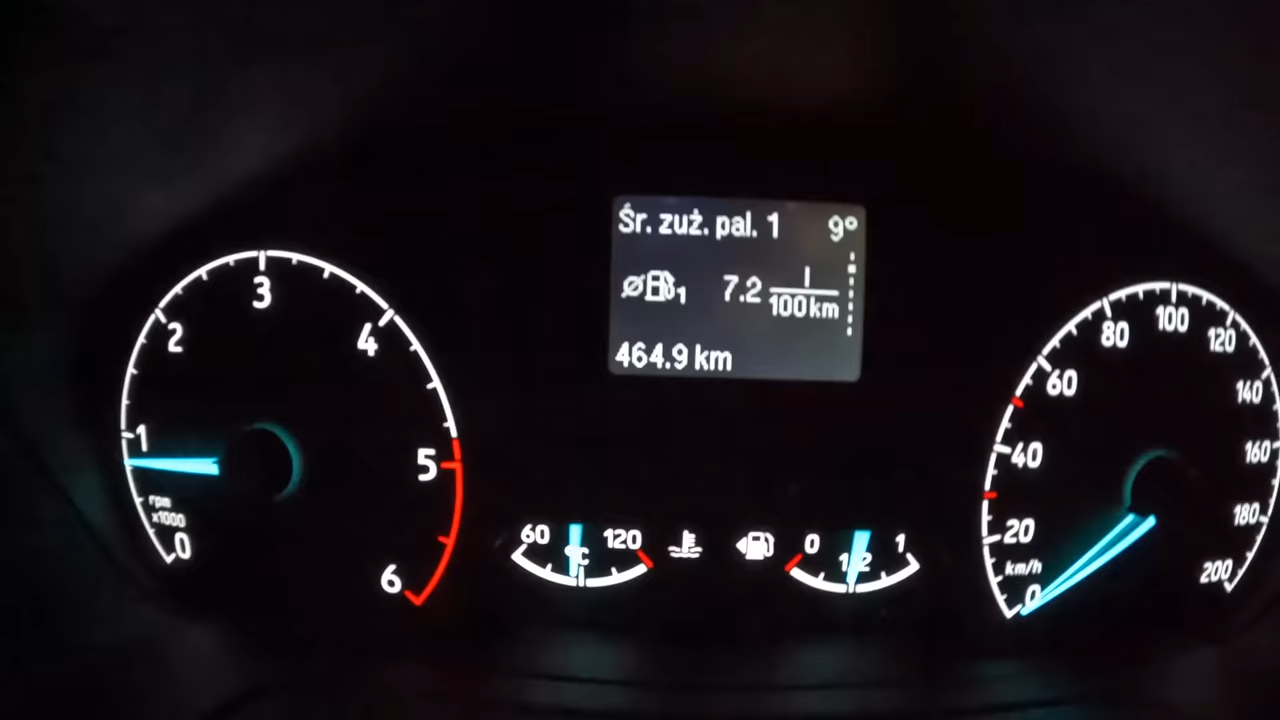 Śr. zuż. pal. 1 9°
1 7.2 l/100km
464.9 km
0 1 2 3 4 5 6
rpm
x1000
60 120
°C
0 1/2 1
0 20 40 60 80 100 120 140 160 180 200
km/h